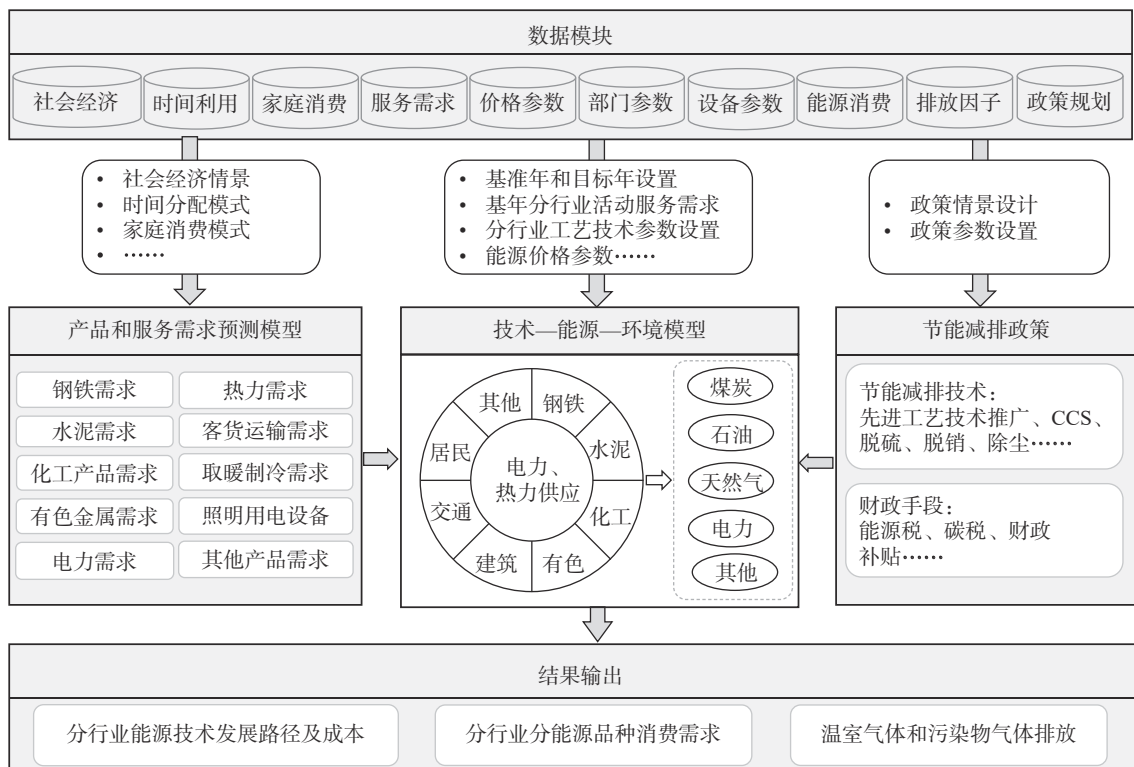 数据模块
社会经济
时间利用
家庭消费
服务需求
价格参数
部门参数
设备参数
能源消费
排放因子
政策规划
• 社会经济情景
• 时间分配模式
• 家庭消费模式
• ……
• 基准年和目标年设置
• 基年分行业活动服务需求
• 分行业工艺技术参数设置
• 能源价格参数……
• 政策情景设计
• 政策参数设置
产品和服务需求预测模型
钢铁需求
热力需求
水泥需求
客货运输需求
化工产品需求
取暖制冷需求
有色金属需求
照明用电设备
电力需求
其他产品需求
技术—能源—环境模型
其他
钢铁
水泥
化工
有色
建筑
交通
居民
电力、
热力供应
煤炭
石油
天然气
电力
其他
节能减排政策
节能减排技术：
先进工艺技术推广、CCS、
脱硫、脱销、除尘……
财政手段：
能源税、碳税、财政
补贴……
结果输出
分行业能源技术发展路径及成本
分行业分能源品种消费需求
温室气体和污染物气体排放